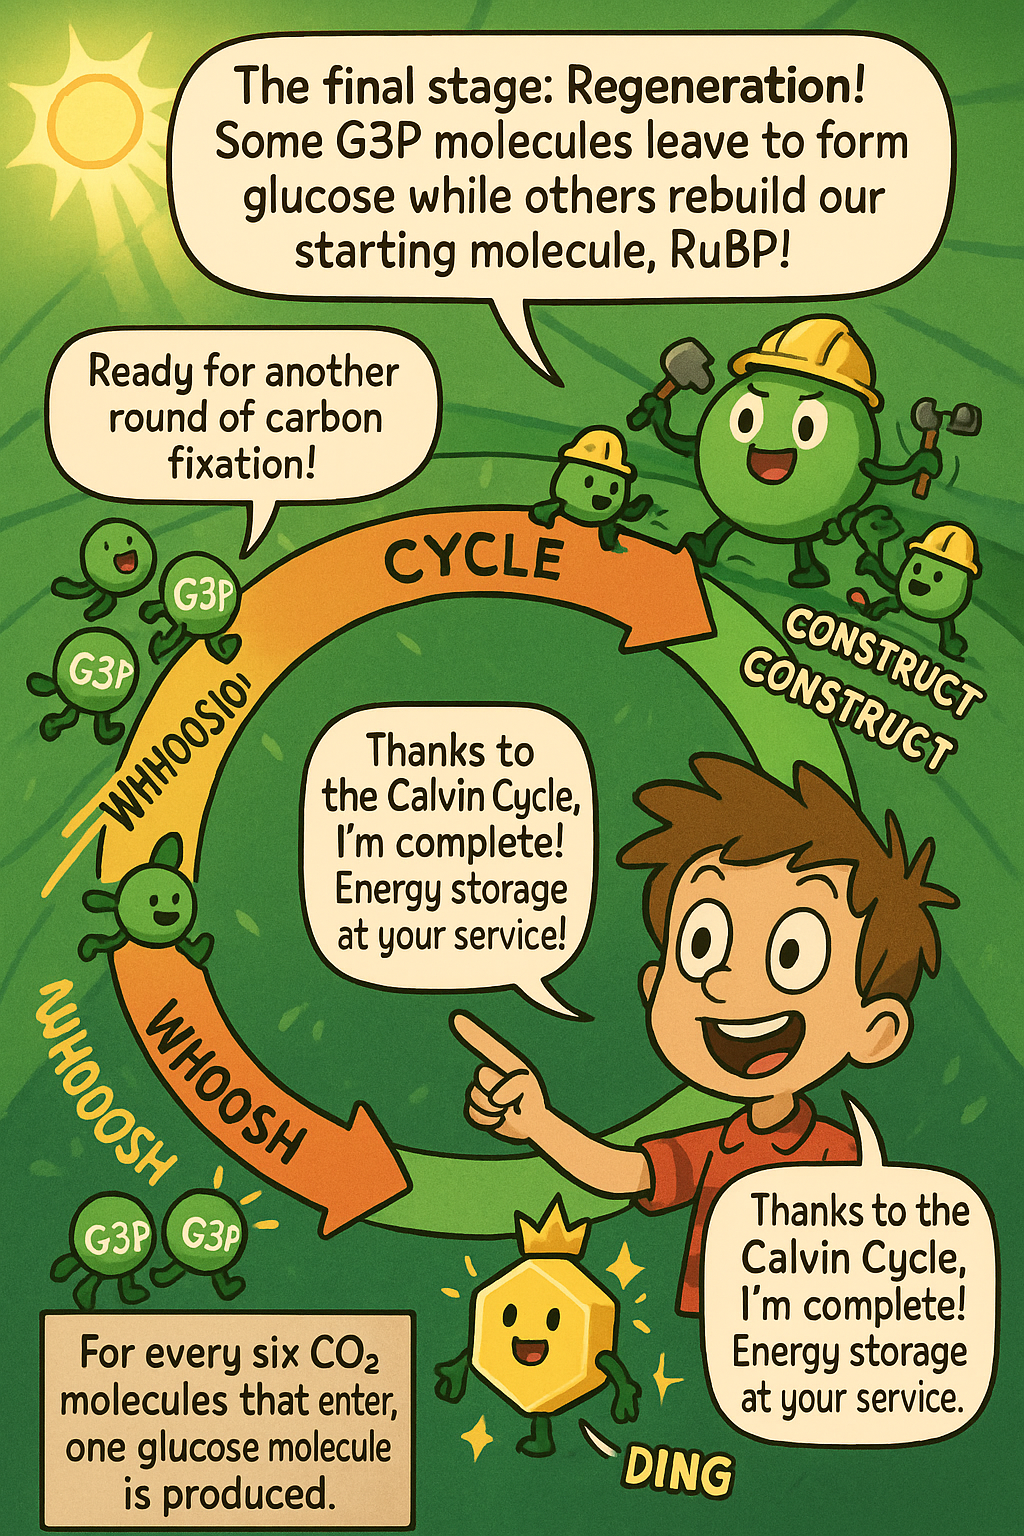 The final stage: Regeneration!
Some G3P molecules leave to form
glucose while others rebuild our
starting molecule, RuBP!
Ready for another
round of carbon
fixation!
CYCLE
G3P
G3P
CONSTRUCT
CONSTRUCT
WHHOOSIO!
Thanks to
the Calvin Cycle,
I'm complete!
Energy storage
at your service!
WHOOSH
WHOOOSH
G3P
G3P
Thanks to the
Calvin Cycle,
I'm complete!
Energy storage
at your service.
For every six CO₂
molecules that enter,
one glucose molecule
is produced.
DING